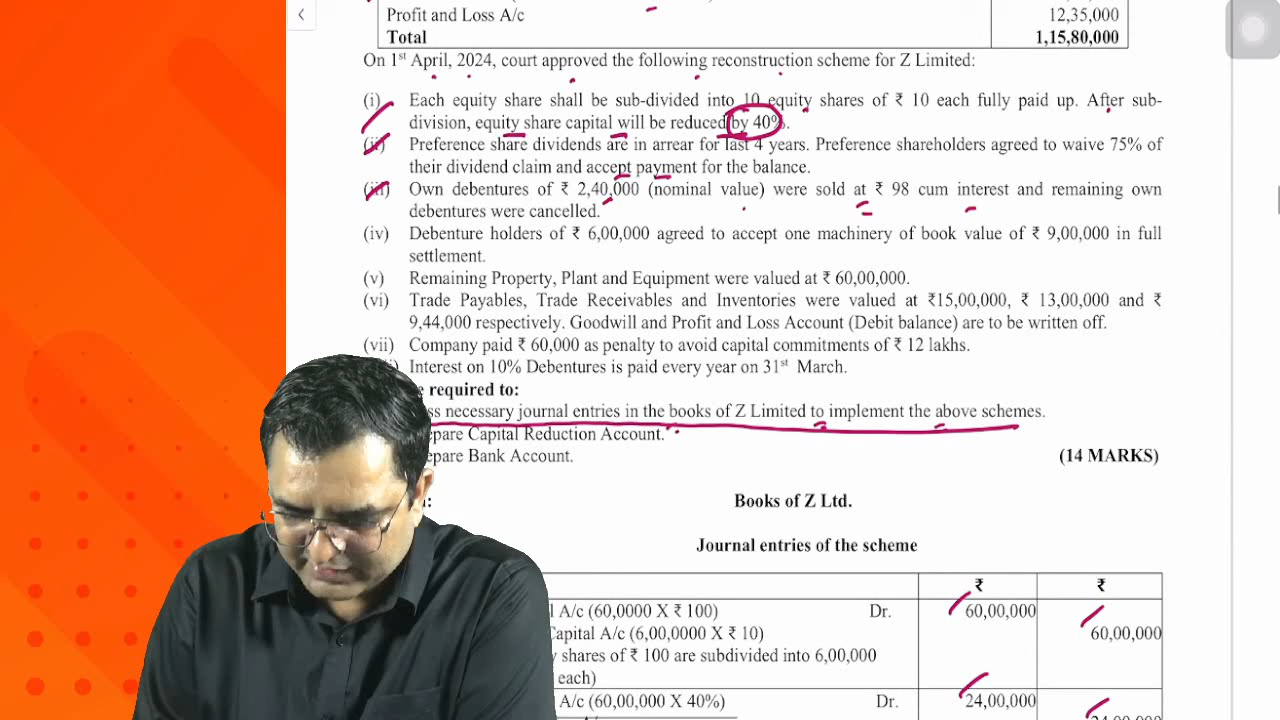 Profit and Loss A/c 12,35,000
Total 1,15,80,000
On 1st April, 2024, court approved the following reconstruction scheme for Z Limited:
(i) Each equity share shall be sub-divided into 10 equity shares of ₹ 10 each fully paid up. After sub-
division, equity share capital will be reduced by 40%.
(ii) Preference share dividends are in arrear for last 4 years. Preference shareholders agreed to waive 75% of
their dividend claim and accept payment for the balance.
(iii) Own debentures of ₹ 2,40,000 (nominal value) were sold at ₹ 98 cum interest and remaining own
debentures were cancelled.
(iv) Debenture holders of ₹ 6,00,000 agreed to accept one machinery of book value of ₹ 9,00,000 in full
settlement.
(v) Remaining Property, Plant and Equipment were valued at ₹ 60,00,000.
(vi) Trade Payables, Trade Receivables and Inventories were valued at ₹15,00,000, ₹ 13,00,000 and ₹
9,44,000 respectively. Goodwill and Profit and Loss Account (Debit balance) are to be written off.
(vii) Company paid ₹ 60,000 as penalty to avoid capital commitments of ₹ 12 lakhs.
Interest on 10% Debentures is paid every year on 31st March.
required to:
necessary journal entries in the books of Z Limited to implement the above schemes.
Capital Reduction Account.
Bank Account.
(14 MARKS)
Books of Z Ltd.
Journal entries of the scheme
₹ ₹
A/c (60,0000 X ₹ 100) Dr. 60,00,000
Capital A/c (6,00,0000 X ₹ 10) 60,00,000
shares of ₹ 100 are subdivided into 6,00,000
each)
A/c (60,00,000 X 40%) Dr. 24,00,000